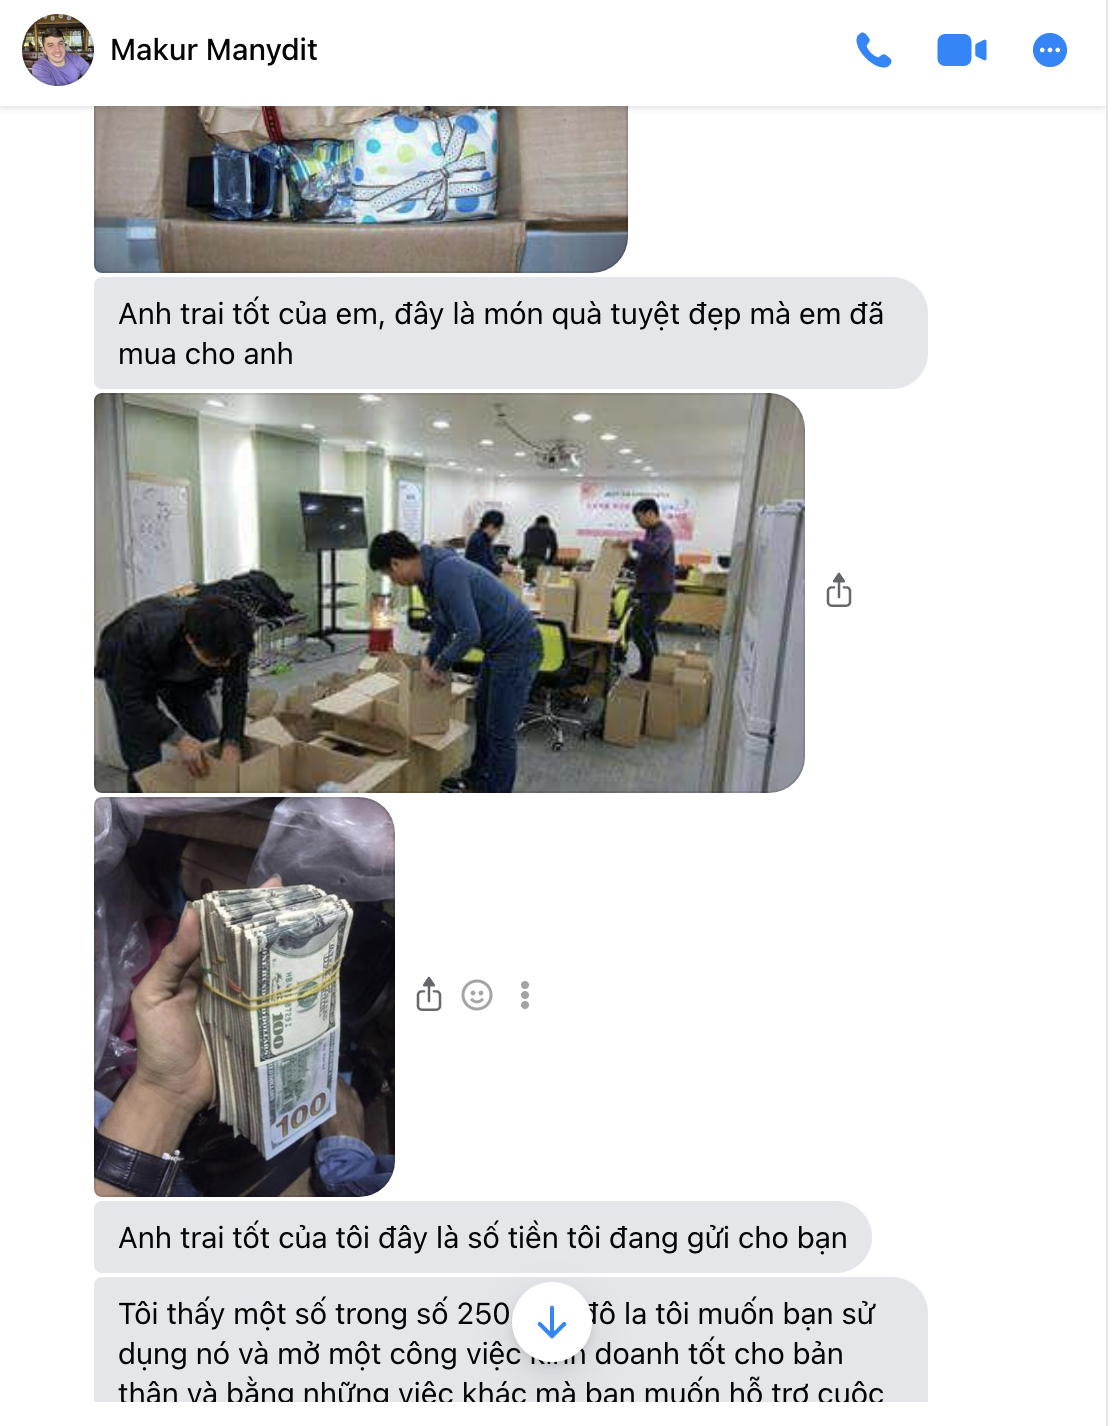 Makur Manydit
Anh trai tốt của em, đây là món quà tuyệt đẹp mà em đã
mua cho anh
100
100
Anh trai tốt của tôi đây là số tiền tôi đang gửi cho bạn
Tôi thấy một số trong số 250 đô la tôi muốn bạn sử
dụng nó và mở một công việc kinh doanh tốt cho bản
thân và bằng những việc khác mà bạn muốn hỗ trợ cuộc